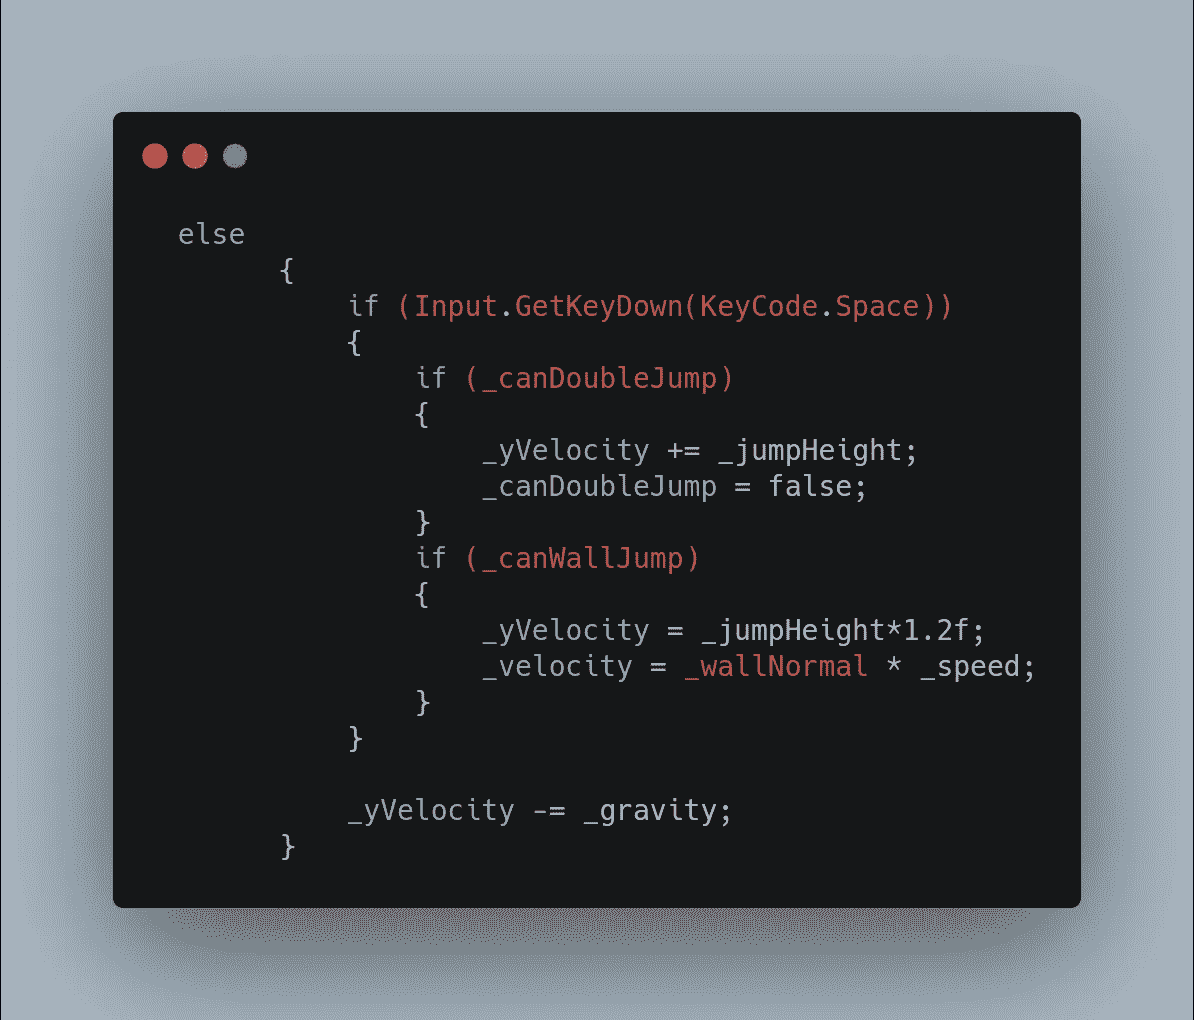 else
        {
            if (Input.GetKeyDown(KeyCode.Space))
            {
                if (_canDoubleJump)
                {
                    _yVelocity += _jumpHeight;
                    _canDoubleJump = false;
                }
                if (_canWallJump)
                {
                    _yVelocity = _jumpHeight*1.2f;
                    _velocity = _wallNormal * _speed;
                }
            }

            _yVelocity -= _gravity;
        }